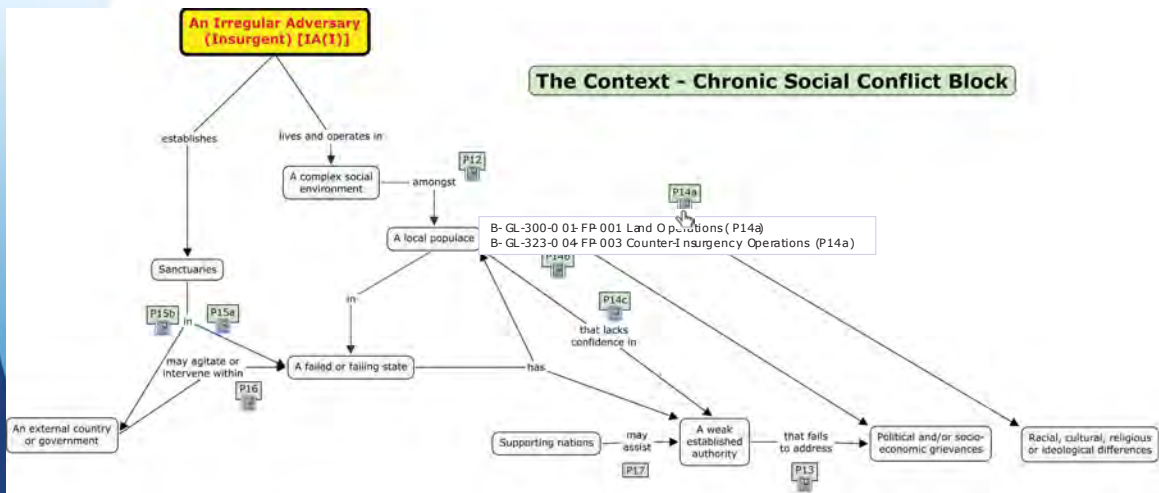 An Irregular Adversary
(Insurgent) [IA(I)]
The Context - Chronic Social Conflict Block
establishes
lives and operates in
P12
A complex social
environment
amongst
P14a
B-GL-300-0 01-FP-001 Land Operations (P14a)
B-GL-323-0 04-FP-003 Counter-Insurgency Operations (P14a)
A local populace
P14b
Sanctuaries
in
P14c
P15b
in
P15a
that lacks
confidence in
may agitate or
intervene within
A failed or failing state
has
P16
An external country
or government
Supporting nations
may
assist
P17
A weak
established
authority
that fails
to address
P13
Political and/or socio-
economic grievances
Racial, cultural, religious
or ideological differences